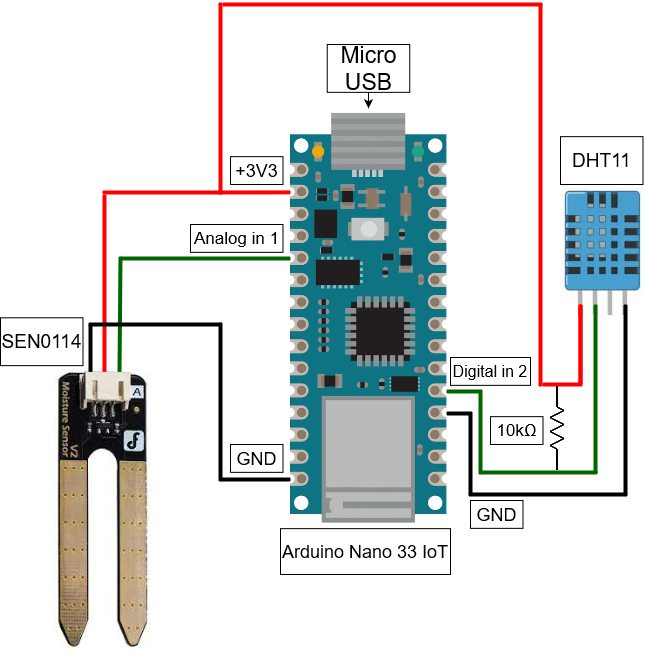 Micro
USB
+3V3
DHT11
Analog in 1
SEN0114
Digital in 2
A
Moisture Sensor
V2
10kΩ
GND
GND
Arduino Nano 33 IoT